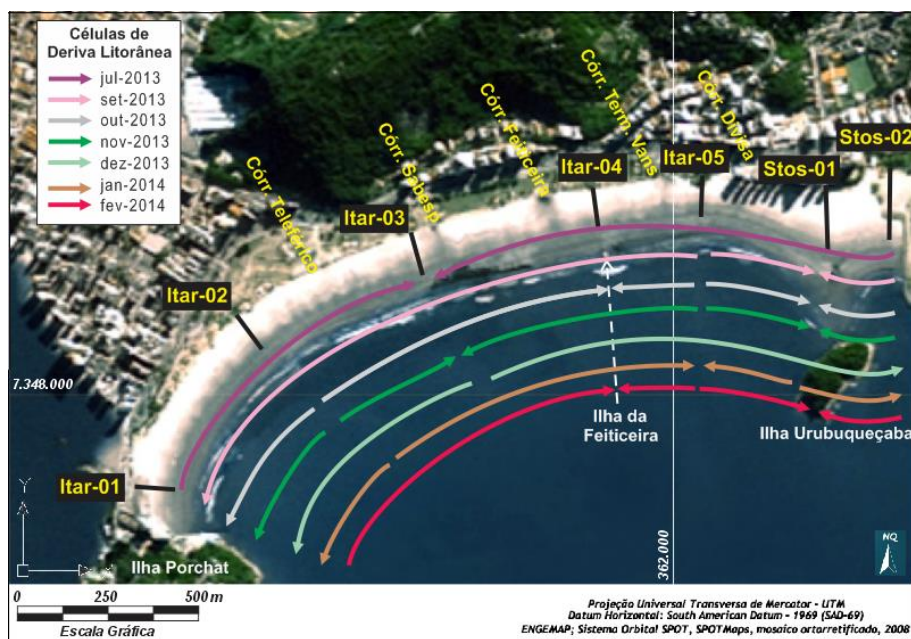 Células de
Deriva Litorânea
jul-2013
set-2013
out-2013
nov-2013
dez-2013
jan-2014
fev-2014
Córr. Teleférico
Córr. Sabesp
Córr. Feiticeira
Córr. Term. Vans
Cóst. Divisa
Itar-01
Itar-02
Itar-03
Itar-04
Itar-05
Stos-01
Stos-02
7.348.000
Ilha da
Feiticeira
Ilha Urubuqueçaba
Y
X
Ilha Porchat
362.000
NQ
0 250 500 m
Escala Gráfica
Projeção Universal Transversa de Mercator - UTM
Datum Horizontal: South American Datum - 1969 (SAD-69)
ENGEMAP; Sistema Orbital SPOT, SPOTMaps, mosaico ortorretificado, 2008